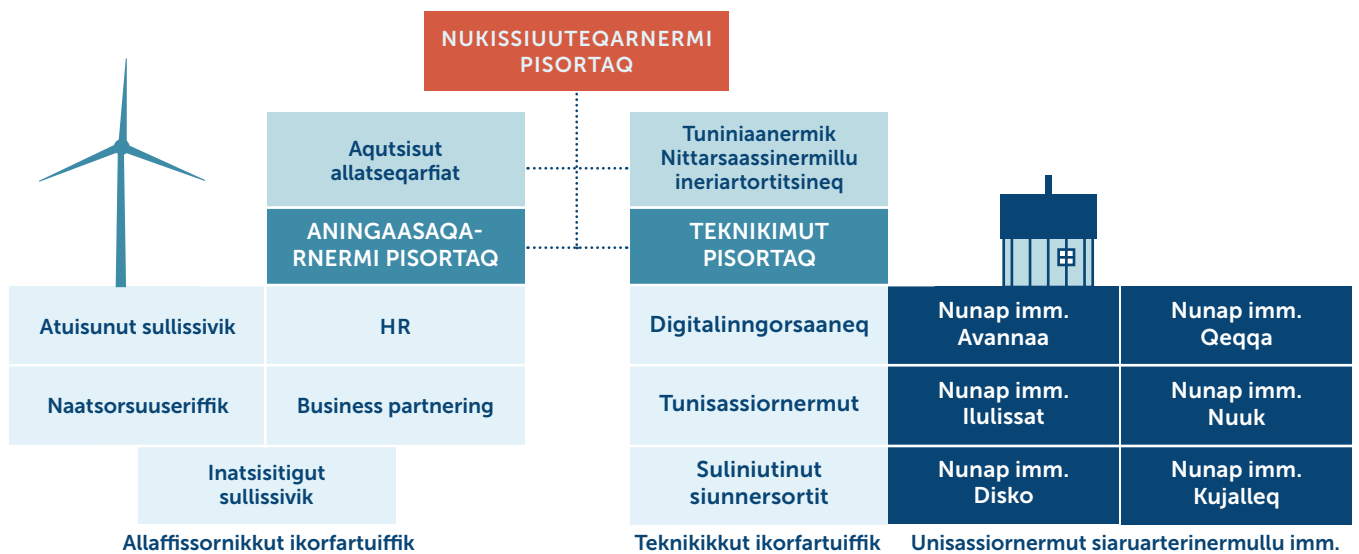 NUKISSIUUTEQARNERMI
PISORTAQ
Aqutsisut
allatseqarfiat
Tuniniaanermik
Nittarsaassinermillu
ineriartortitsineq
ANINGAASAQA-
RNERMI PISORTAQ
TEKNIKIMUT
PISORTAQ
Atuisunut sullissivik
HR
Digitalinngorsaaneq
Nunap imm.
Avannaa
Nunap imm.
Qeqqa
Naatsorsuuseriffik
Business partnering
Tunisassiornermut
Nunap imm.
Ilulissat
Nunap imm.
Nuuk
Inatsisitigut
sullissivik
Suliniutinut
siunnersortit
Nunap imm.
Disko
Nunap imm.
Kujalleq
Allaffissornikkut ikorfartuiffik
Teknikikkut ikorfartuiffik
Unisassiornermut siaruarterinermullu imm.